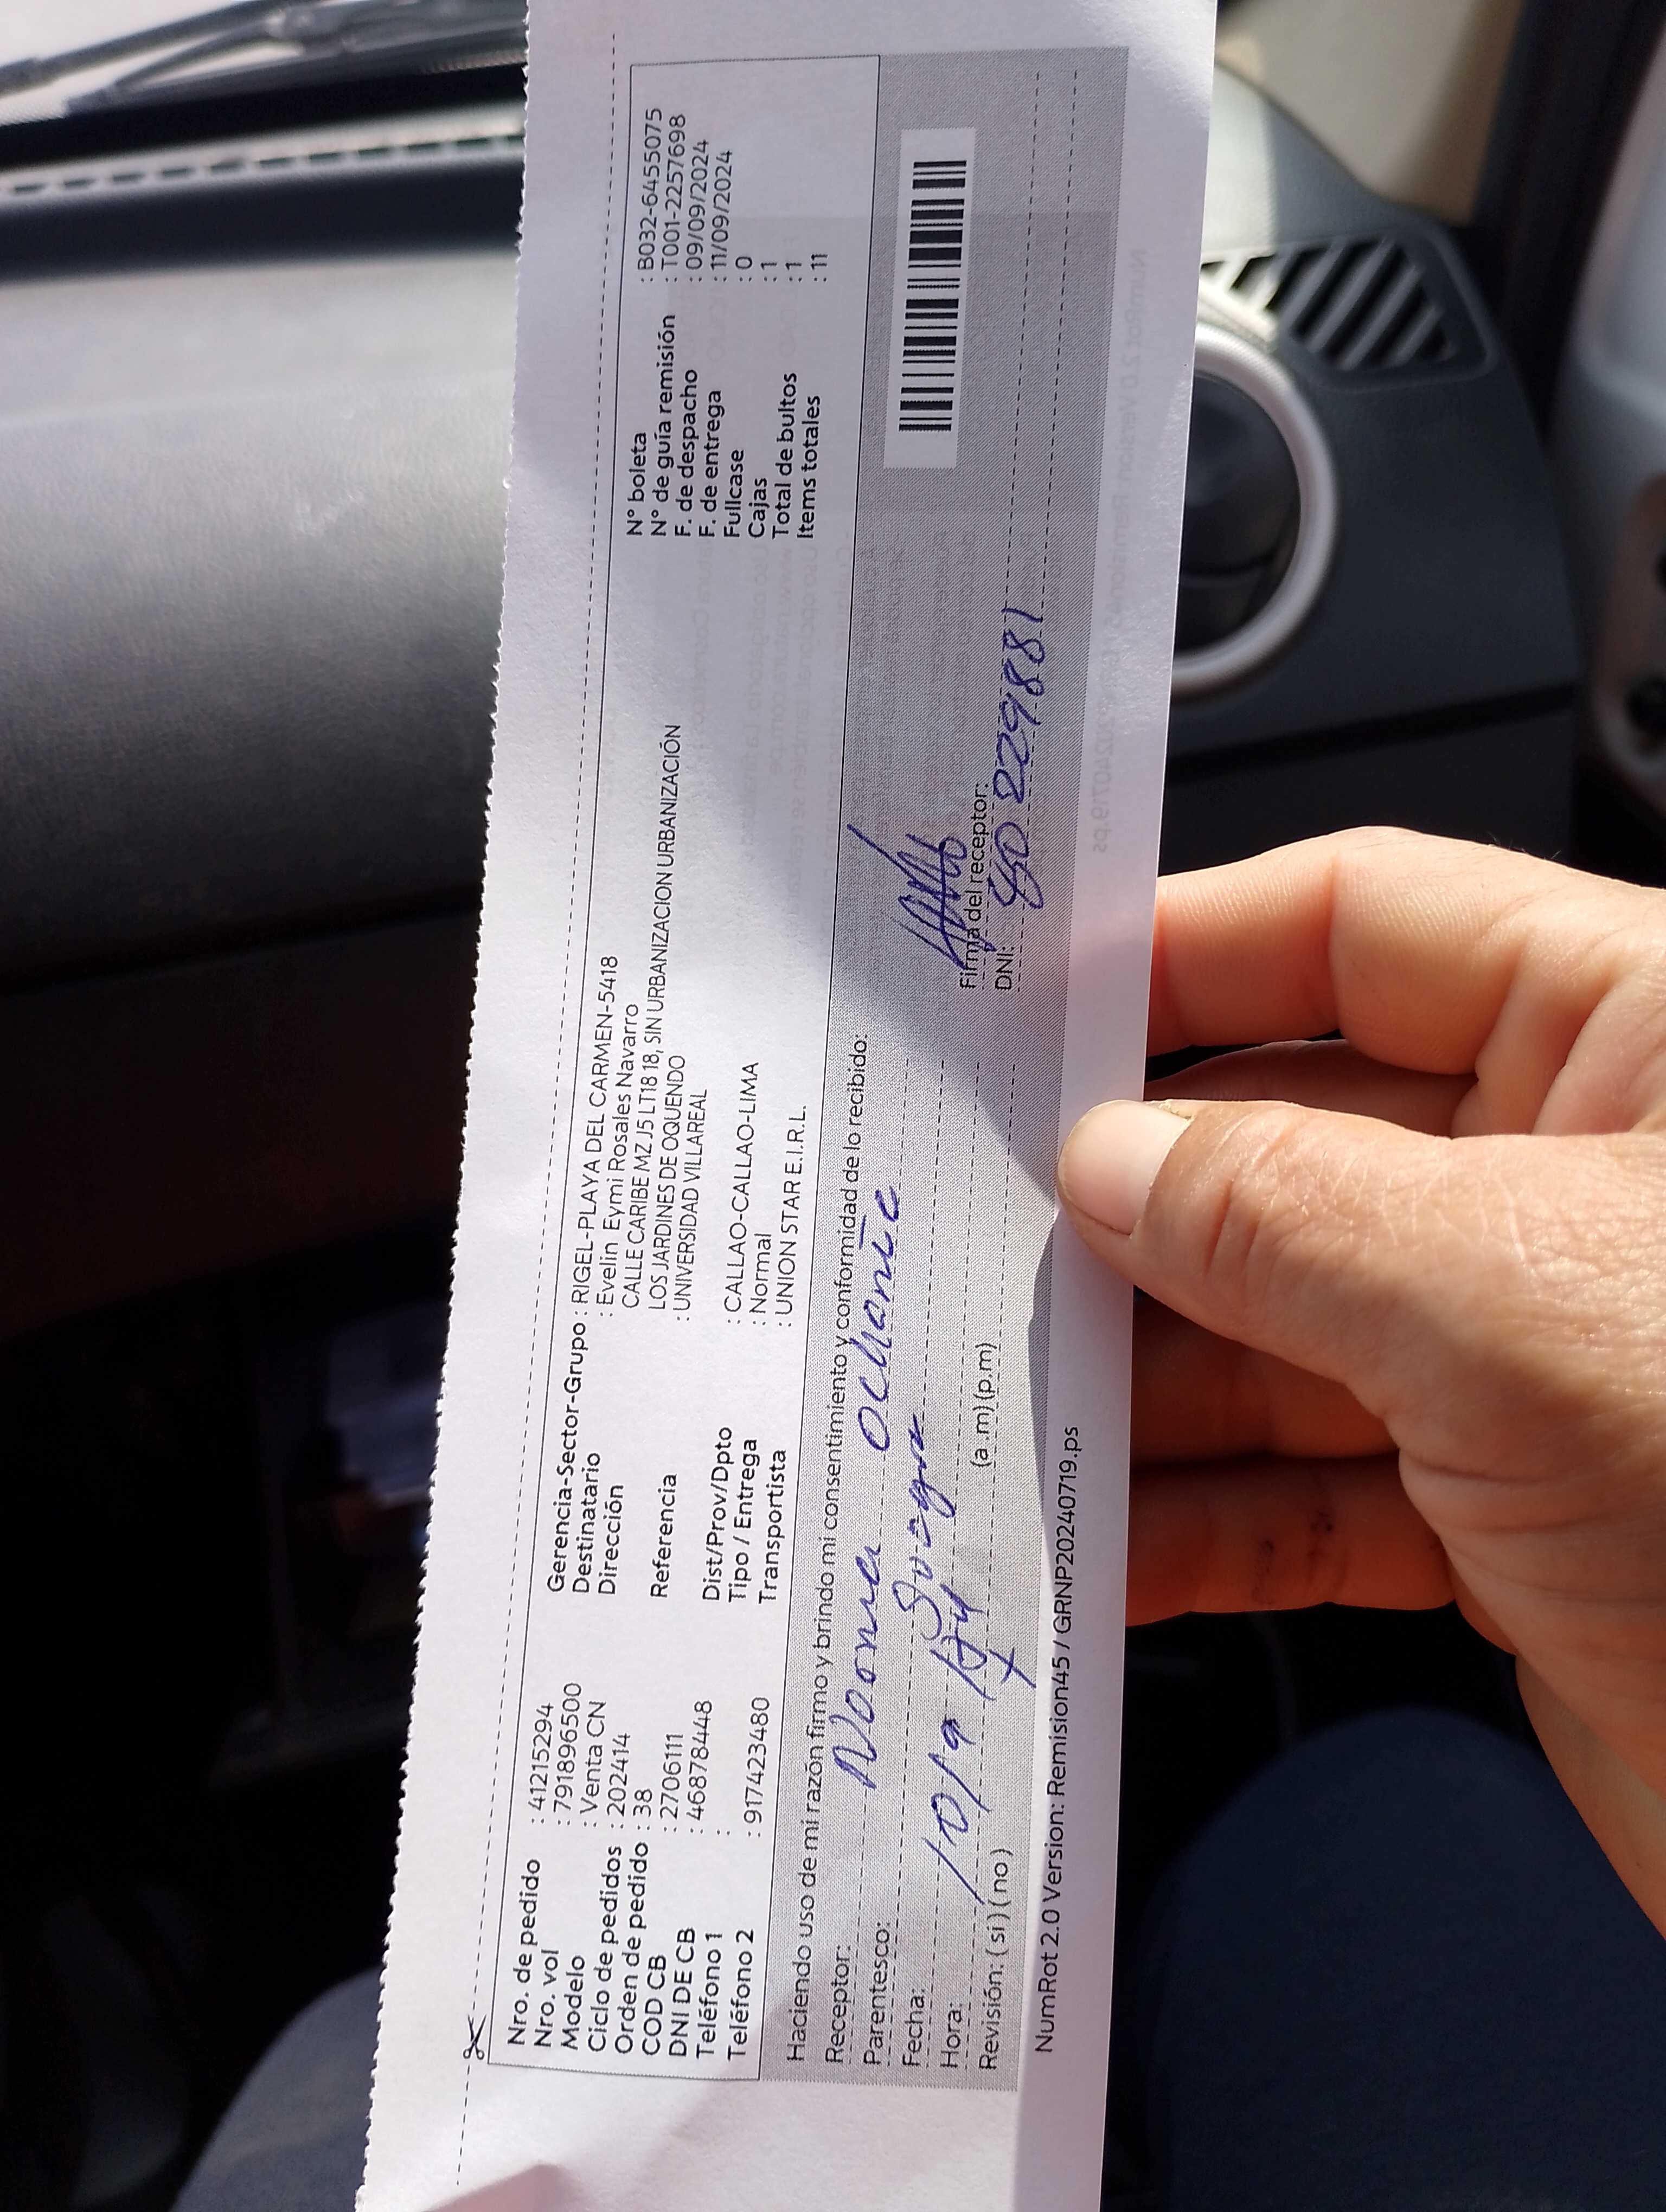 Nro. de pedido : 41215294
Nro. vol : 791896500
Modelo : Venta CN
Ciclo de pedidos : 202414
Orden de pedido : 38
COD CB : 2706111
DNI DE CB : 46878448
Teléfono 1 :
Teléfono 2 : 917423480
Gerencia-Sector-Grupo : RIGEL-PLAYA DEL CARMEN-5418
Destinatario : Evelin Eymi Rosales Navarro
Dirección CALLE CARIBE MZ J5 LT18 18, SIN URBANIZACION URBANIZACIÓN
LOS JARDINES DE OQUENDO
Referencia : UNIVERSIDAD VILLAREAL
Dist/Prov/Dpto : CALLAO-CALLAO-LIMA
Tipo / Entrega : Normal
Transportista : UNION STAR E.I.R.L.
N° boleta : B032-6455075
N° de guía remisión : T001-2257698
F. de despacho : 09/09/2024
F. de entrega : 11/09/2024
Fullcase : 0
Cajas : 1
Total de bultos : 1
Items totales : 11
Haciendo uso de mi razón firmo y brindo mi consentimiento y conformidad de lo recibido:
Receptor:
Parentesco: Suegra
Fecha: 10/9
Hora: (a.m) (p.m)
Revisión: ( si ) ( no )
Firma del receptor:
DNI: 40229881
NumRot 2.0 Version: Remision45 / GRNP20240719.ps